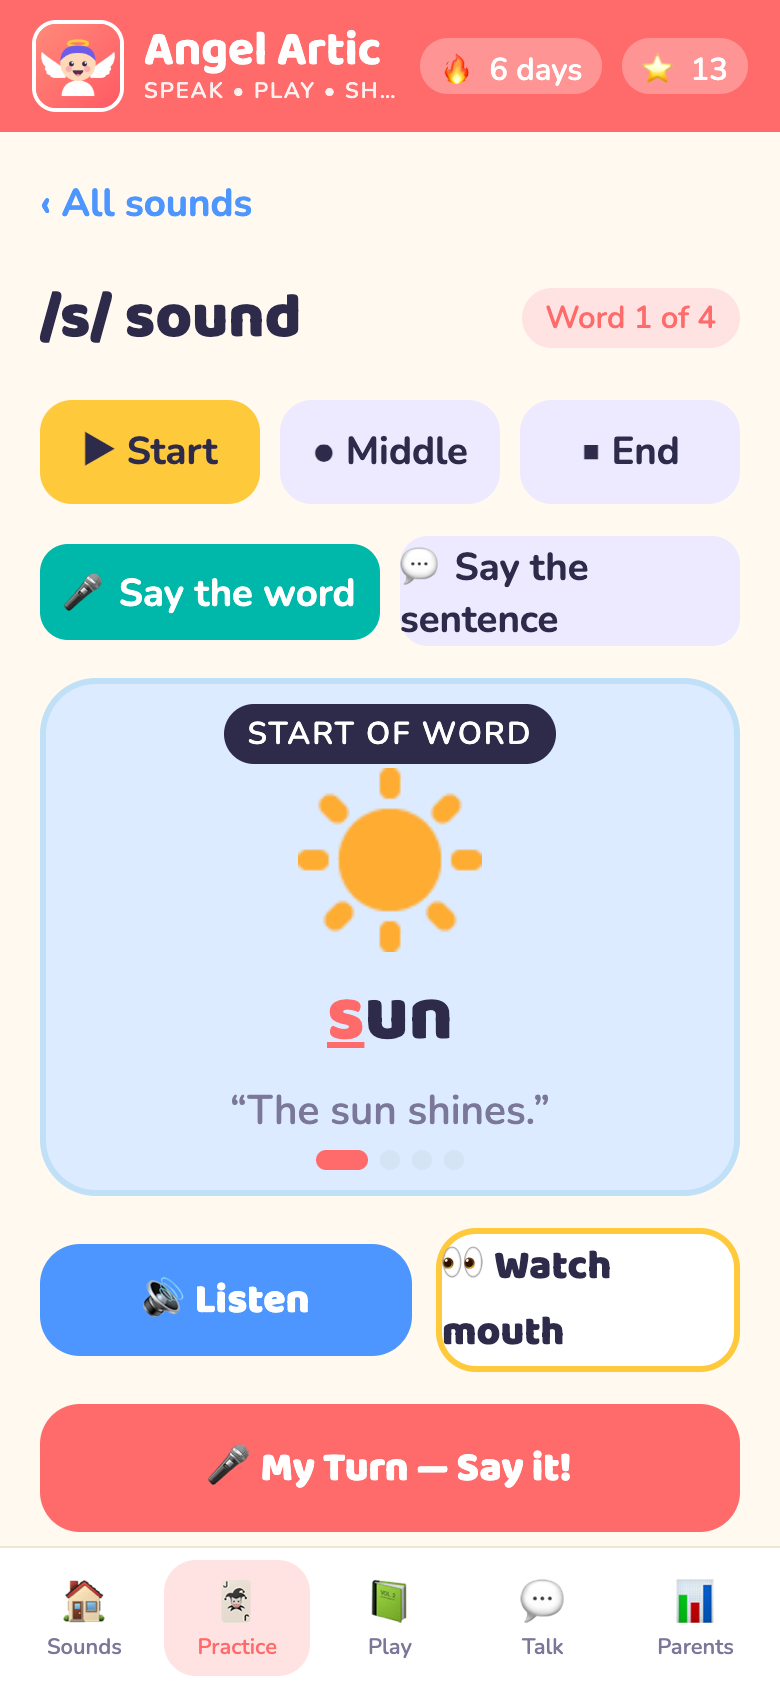 Angel Artic
SPEAK • PLAY • SH...
6 days
13
‹ All sounds
/s/ sound
Word 1 of 4
▶ Start
● Middle
■ End
Say the word
Say the
sentence
START OF WORD
sun
“The sun shines.”
Listen
Watch
mouth
My Turn — Say it!
Sounds
Practice
Play
Talk
Parents